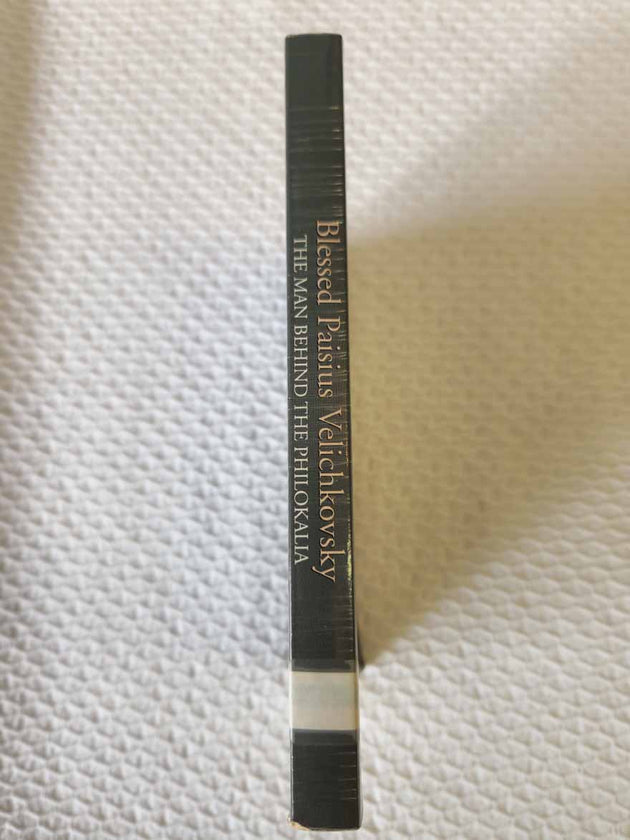 Blessed Paisius Velichkovsky
THE MAN BEHIND THE PHILOKALIA